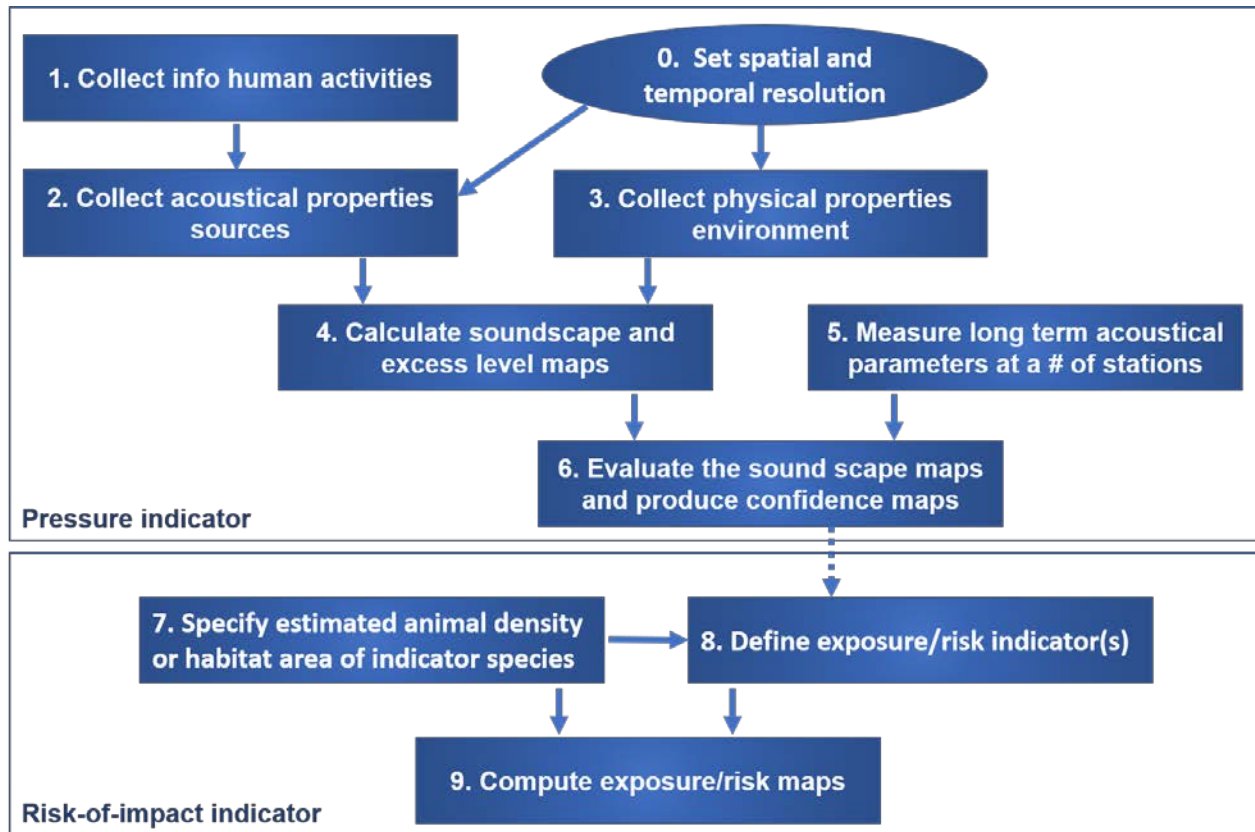 1. Collect info human activities
0. Set spatial and
temporal resolution
2. Collect acoustical properties
sources
3. Collect physical properties
environment
4. Calculate soundscape and
excess level maps
5. Measure long term acoustical
parameters at a # of stations
6. Evaluate the sound scape maps
and produce confidence maps
Pressure indicator
7. Specify estimated animal density
or habitat area of indicator species
8. Define exposure/risk indicator(s)
9. Compute exposure/risk maps
Risk-of-impact indicator